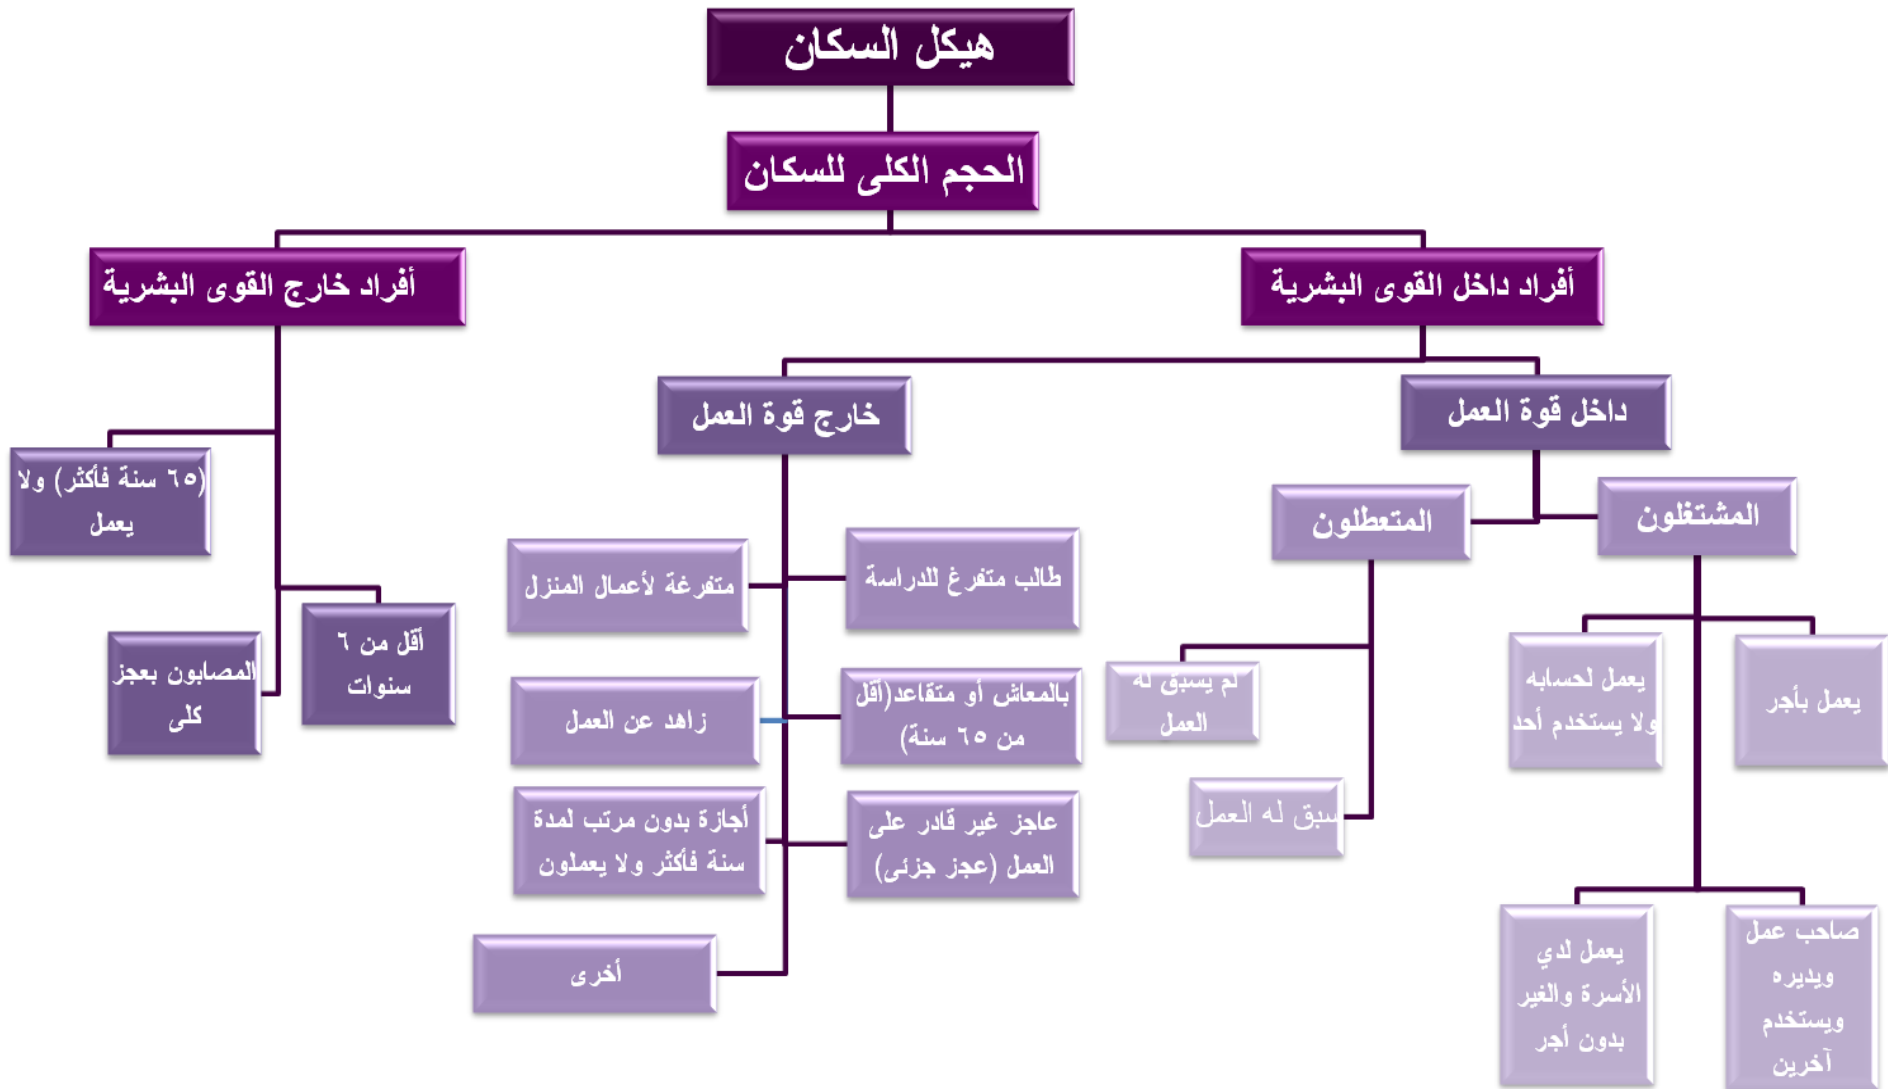 هيكل السكان
الحجم الكلى للسكان
أفراد داخل القوى البشرية
أفراد خارج القوى البشرية
داخل قوة العمل
خارج قوة العمل
(٦٥ سنة فأكثر) ولا
يعمل
المشتغلون
المتعطلون
طالب متفرغ للدراسة
متفرغة لأعمال المنزل
أقل من ٦
سنوات
المصابون بعجز
كلى
يعمل بأجر
يعمل لحسابه
ولا يستخدم أحد
لم يسبق له
العمل
بالمعاش أو متقاعد(أقل
من ٦٥ سنة)
زاهد عن العمل
سبق له العمل
عاجز غير قادر على
العمل (عجز جزئى)
أجازة بدون مرتب لمدة
سنة فأكثر ولا يعملون
صاحب عمل
ويديره
ويستخدم
آخرين
يعمل لدي
الأسرة والغير
بدون أجر
أخرى